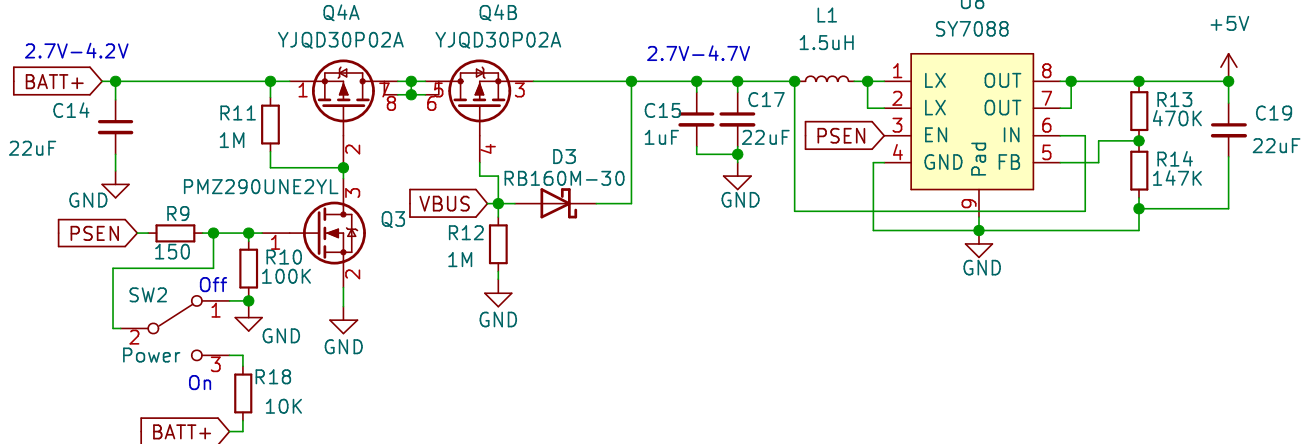 Q4A
YJQD30P02A
Q4B
YJQD30P02A
L1
1.5uH
U8
SY7088
+5V
2.7V-4.2V
BATT+
2.7V-4.7V
1
7
8
5
6
3
C14
22uF
GND
R11
1M
2
4
C15
1uF
C17
22uF
GND
1
LX
2
LX
3
EN
4
GND
Pad
9
OUT
8
OUT
7
IN
6
FB
5
PSEN
R13
470K
R14
147K
C19
22uF
GND
PMZ290UNE2YL
3
Q3
1
2
GND
D3
RB160M-30
VBUS
R12
1M
GND
PSEN
R9
150
R10
100K
GND
SW2
Off
1
2
Power
3
On
R18
10K
BATT+